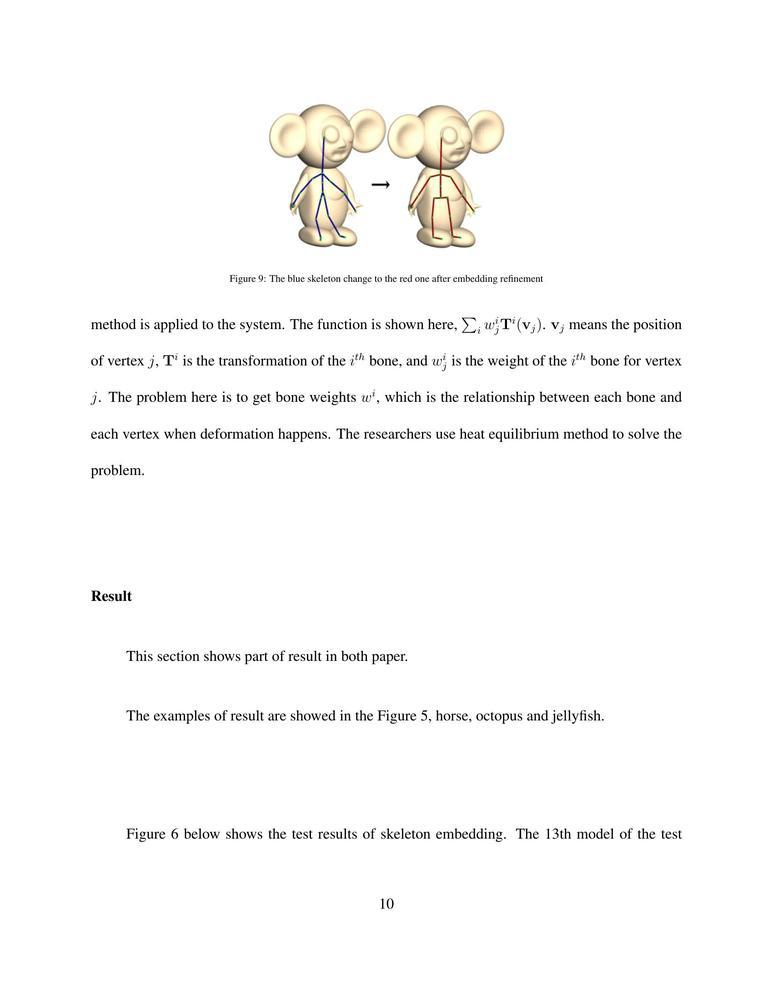 Figure 9: The blue skeleton change to the red one after embedding refinement
method is applied to the system. The function is shown here, $\sum_i w_j^i \mathbf{T}^i(\mathbf{v}_j)$. $\mathbf{v}_j$ means the position
of vertex $j$, $\mathbf{T}^i$ is the transformation of the $i^{th}$ bone, and $w_j^i$ is the weight of the $i^{th}$ bone for vertex
$j$. The problem here is to get bone weights $w^i$, which is the relationship between each bone and
each vertex when deformation happens. The researchers use heat equilibrium method to solve the
problem.
Result
This section shows part of result in both paper.
The examples of result are showed in the Figure 5, horse, octopus and jellyfish.
Figure 6 below shows the test results of skeleton embedding. The 13th model of the test
10